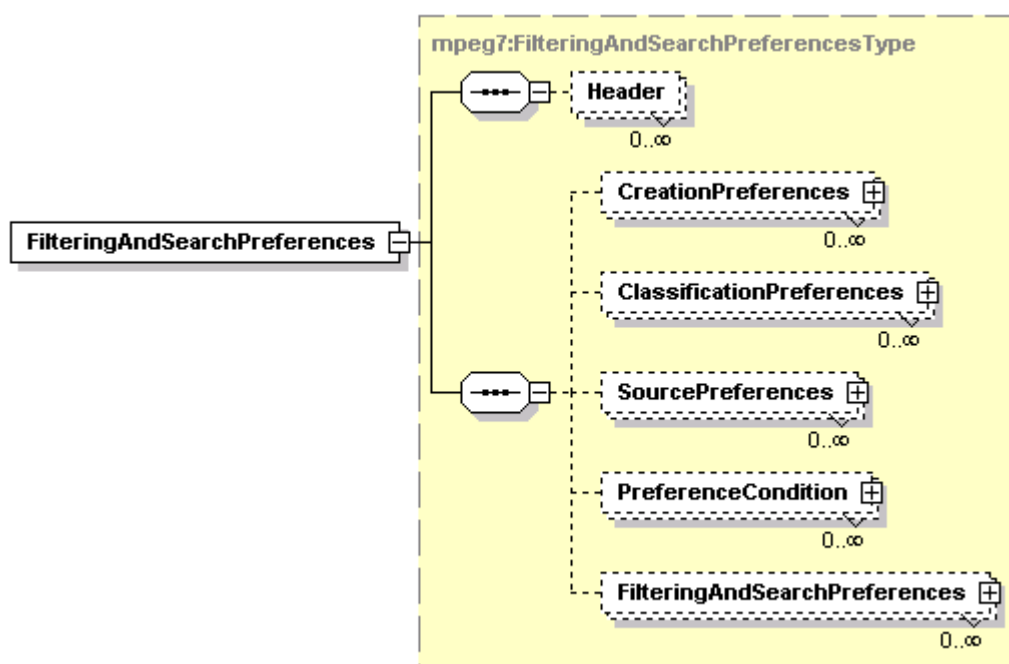 mpeg7:FilteringAndSearchPreferencesType
Header
0..∞
CreationPreferences
0..∞
FilteringAndSearchPreferences
ClassificationPreferences
0..∞
SourcePreferences
0..∞
PreferenceCondition
0..∞
FilteringAndSearchPreferences
0..∞